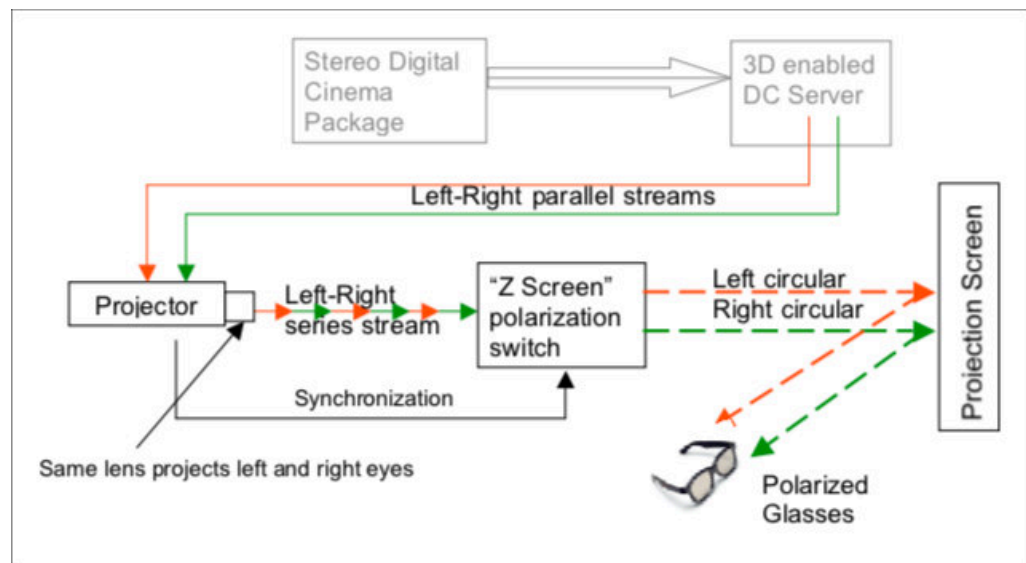 Stereo Digital
Cinema
Package
3D enabled
DC Server
Left-Right parallel streams
Projector
Left-Right
series stream
"Z Screen"
polarization
switch
Left circular
Right circular
Projection Screen
Synchronization
Same lens projects left and right eyes
Polarized
Glasses